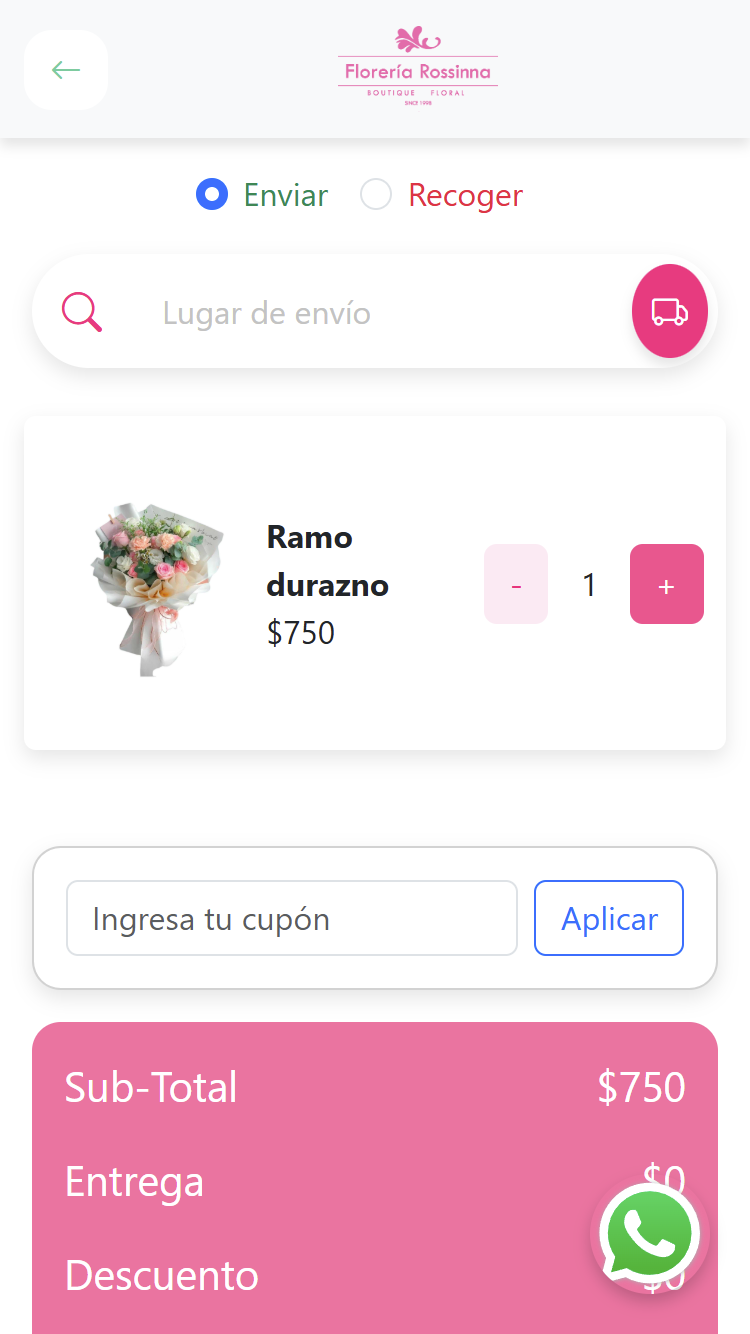 Florería Rossinna
BOUTIQUE FLORAL
SINCE 1998
Enviar
Recoger
Lugar de envío
Ramo
durazno
$750
-
1
+
Ingresa tu cupón
Aplicar
Sub-Total $750
Entrega $0
Descuento $0